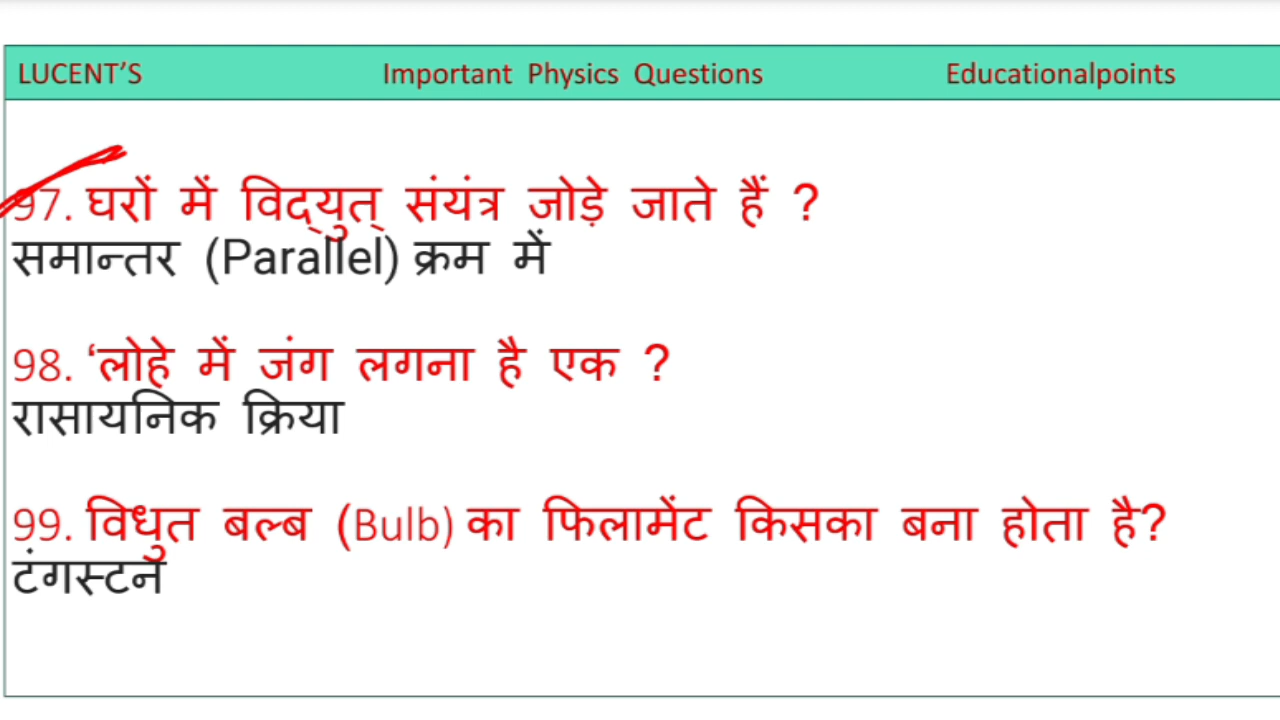 LUCENT’S Important Physics Questions Educationalpoints
97. घरों में विद्‌युत् संयंत्र जोड़े जाते हैं ?
समान्तर (Parallel) क्रम में
98. ‘लोहे में जंग लगना है एक ?
रासायनिक क्रिया
99. विधुत बल्ब (Bulb) का फिलामेंट किसका बना होता है?
टंगस्टन